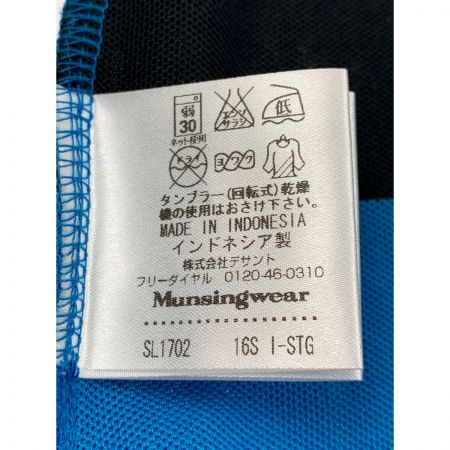 弱 エンソ サラシ 低
30
ネット使用
ドライ ヨワク
タンブラー(回転式)乾燥
機の使用はおさけ下さい。
MADE IN INDONESIA
インドネシア製
株式会社デサント
フリーダイヤル 0120-46-0310
Munsingwear
SL1702 16S I-STG